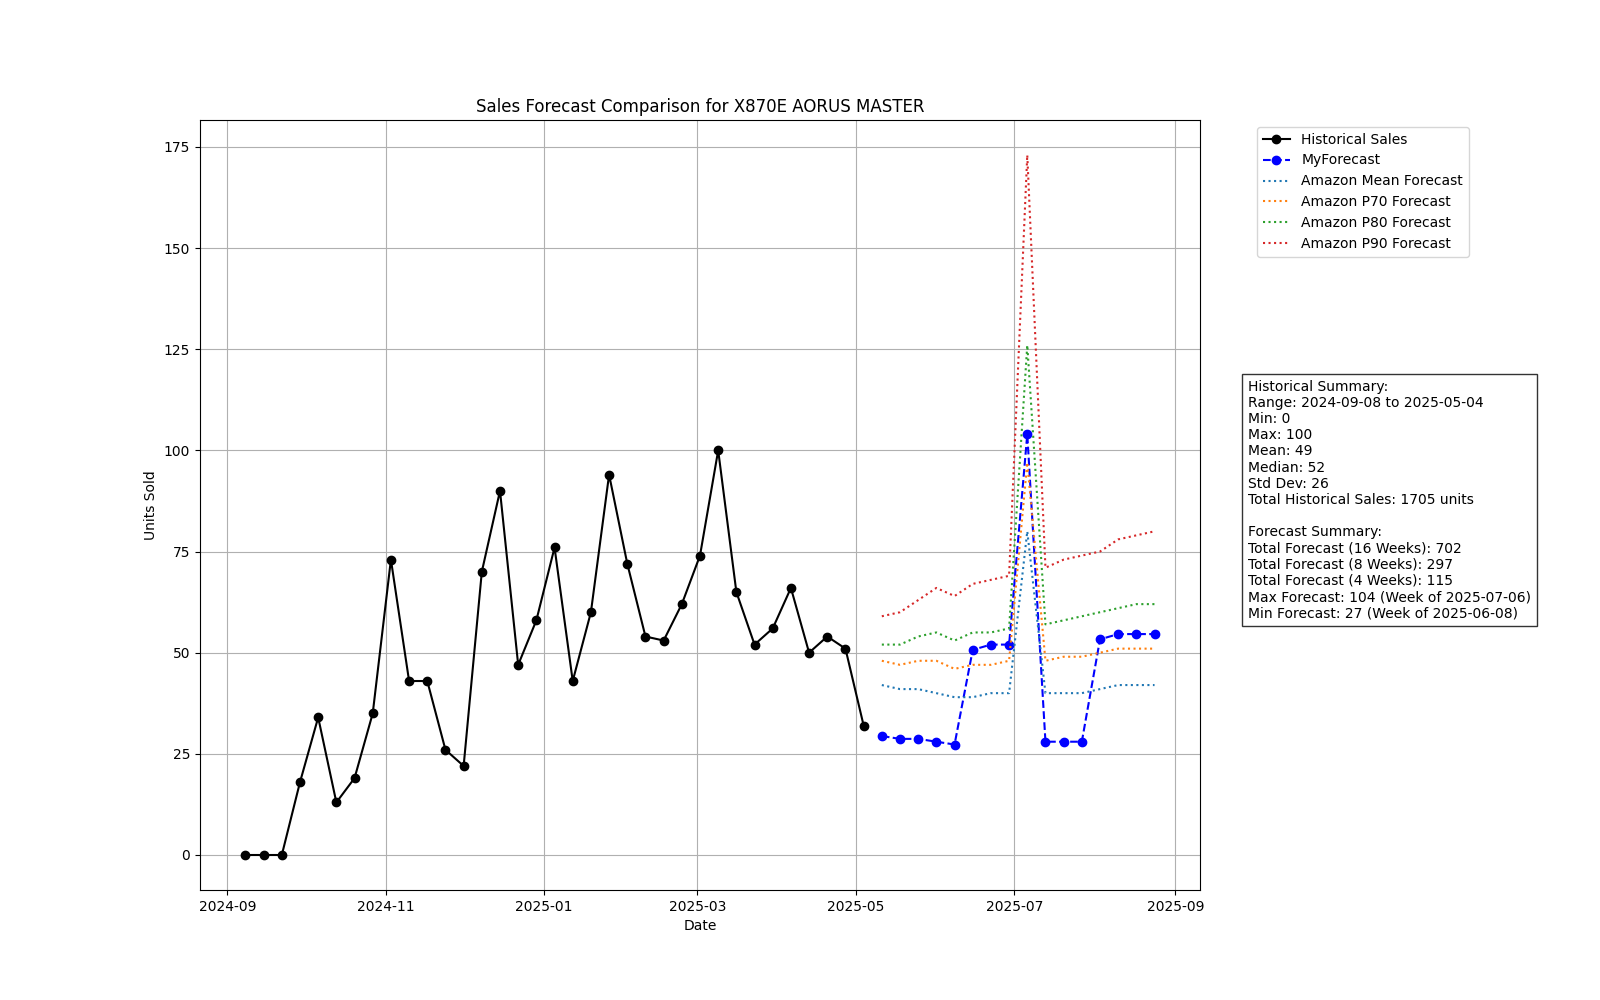 Sales Forecast Comparison for X870E AORUS MASTER
175
150
125
100
75
50
25
0
Units Sold
2024-09
2024-11
2025-01
2025-03
2025-05
2025-07
2025-09
Date
Historical Sales
MyForecast
Amazon Mean Forecast
Amazon P70 Forecast
Amazon P80 Forecast
Amazon P90 Forecast
Historical Summary:
Range: 2024-09-08 to 2025-05-04
Min: 0
Max: 100
Mean: 49
Median: 52
Std Dev: 26
Total Historical Sales: 1705 units
Forecast Summary:
Total Forecast (16 Weeks): 702
Total Forecast (8 Weeks): 297
Total Forecast (4 Weeks): 115
Max Forecast: 104 (Week of 2025-07-06)
Min Forecast: 27 (Week of 2025-06-08)